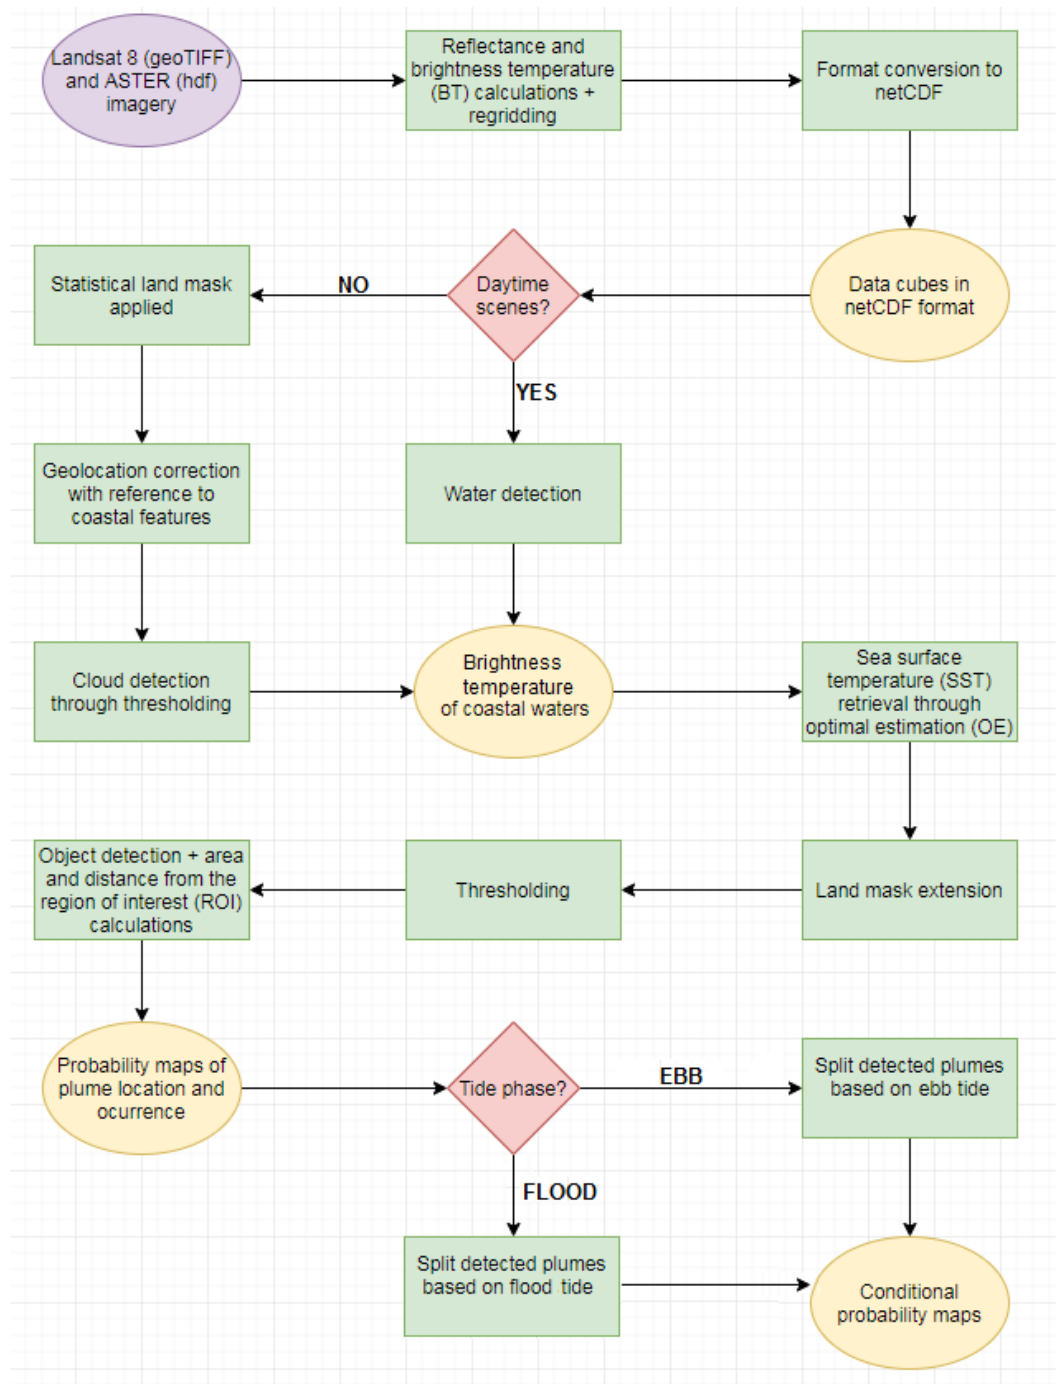 Landsat 8 (geoTIFF)
and ASTER (hdf)
imagery
Reflectance and
brightness temperature
(BT) calculations +
regridding
Format conversion to
netCDF
Statistical land mask
applied
NO
Daytime
scenes?
Data cubes in
netCDF format
YES
Geolocation correction
with reference to
coastal features
Water detection
Cloud detection
through thresholding
Brightness
temperature
of coastal waters
Sea surface
temperature (SST)
retrieval through
optimal estimation (OE)
Object detection + area
and distance from the
region of interest (ROI)
calculations
Thresholding
Land mask extension
Probability maps of
plume location and
ocurrence
Tide phase?
EBB
Split detected plumes
based on ebb tide
FLOOD
Split detected plumes
based on flood tide
Conditional
probability maps